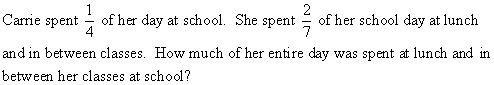 Carrie spent 1/4 of her day at school. She spent 2/7 of her school day at lunch
and in between classes. How much of her entire day was spent at lunch and in
between her classes at school?